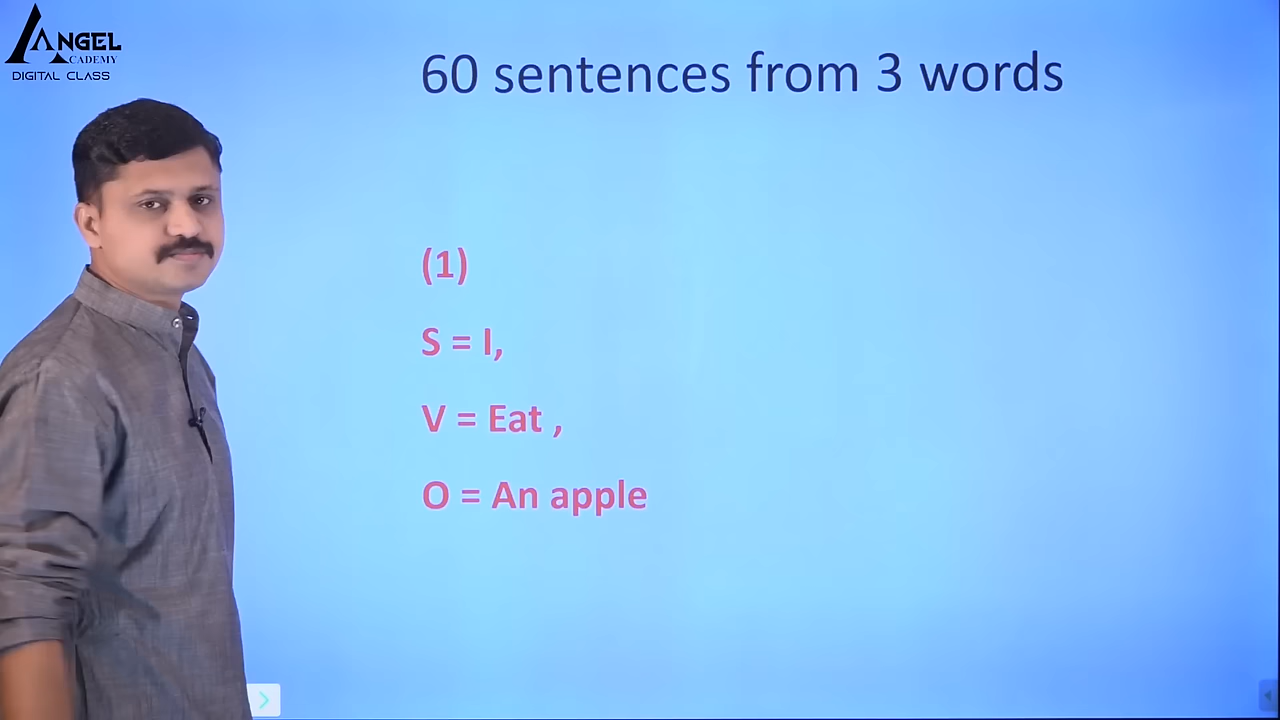 ANGEL
ACADEMY
DIGITAL CLASS
60 sentences from 3 words
(1)
S = I,
V = Eat ,
O = An apple